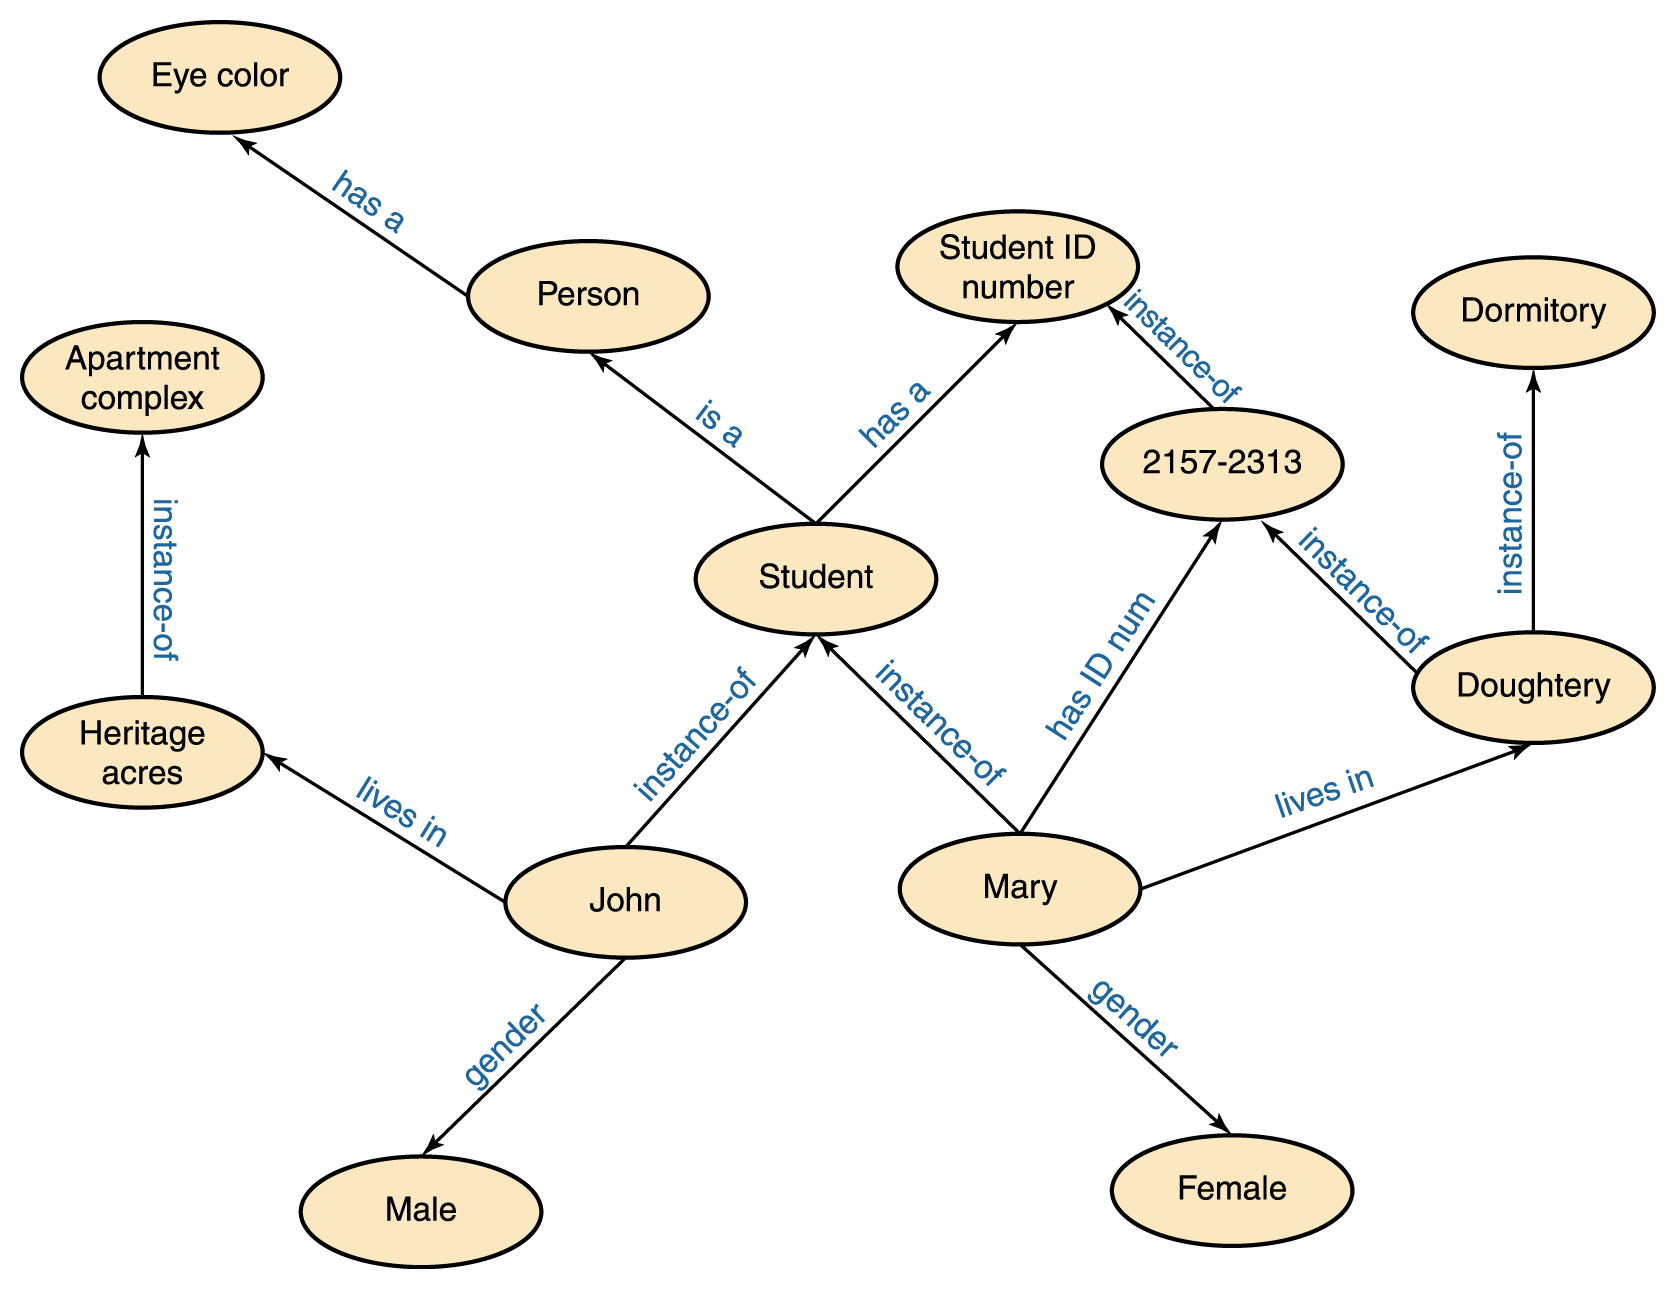 Eye color
has a
Person
Student ID
number
instance-of
Dormitory
Apartment
complex
is a
has a
2157-2313
instance-of
instance-of
Student
instance-of
instance-of
has ID num
Doughtery
Heritage
acres
lives in
instance-of
lives in
John
Mary
gender
gender
Male
Female